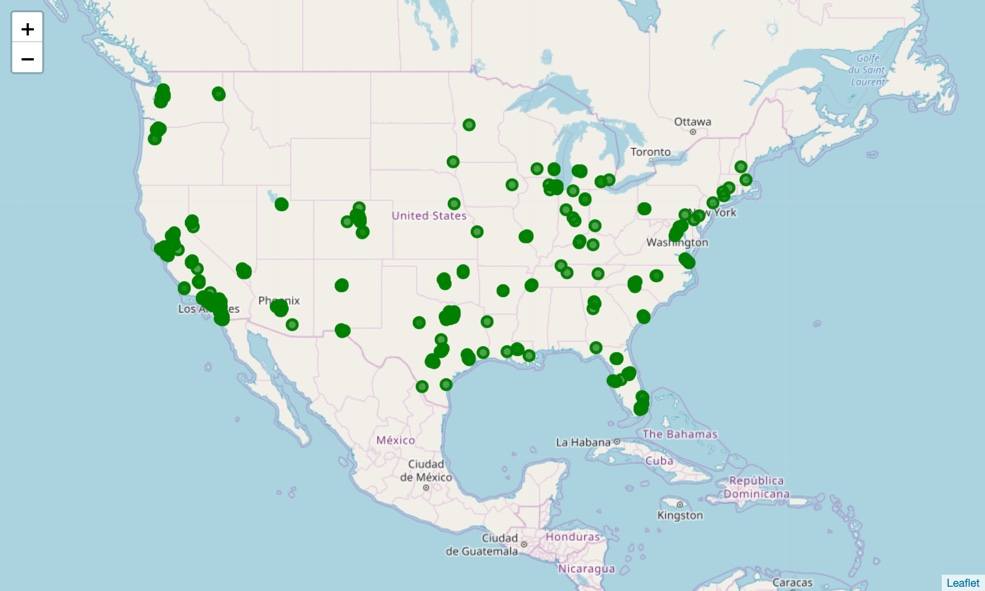 +
−
Golfe
du Saint
Laurent
Ottawa
Toronto
United States
New York
Washington
Phoenix
Los Angeles
México
Ciudad
de México
La Habana
The Bahamas
Cuba
República
Dominicana
Kingston
Ciudad
de Guatemala
Honduras
Nicaragua
Caracas
Leaflet